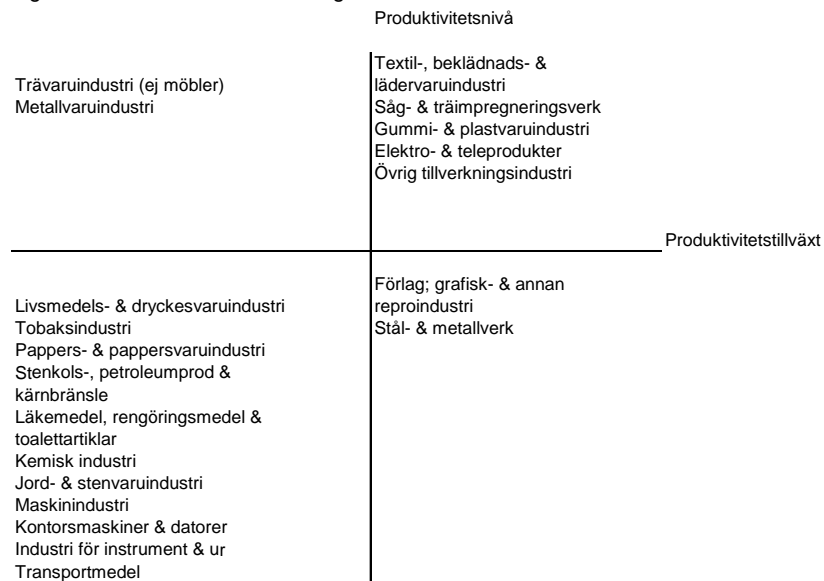 Produktivitetsnivå
Trävaruindustri (ej möbler)
Metallvaruindustri
Textil-, beklädnads- &
lädervaruindustri
Såg- & träimpregneringsverk
Gummi- & plastvaruindustri
Elektro- & teleprodukter
Övrig tillverkningsindustri
Produktivitetstillväxt
Livsmedels- & dryckesvaruindustri
Tobaksindustri
Pappers- & pappersvaruindustri
Stenkols-, petroleumprod &
kärnbränsle
Läkemedel, rengöringsmedel &
toalettartiklar
Kemisk industri
Jord- & stenvaruindustri
Maskinindustri
Kontorsmaskiner & datorer
Industri för instrument & ur
Transportmedel
Förlag; grafisk- & annan
reproindustri
Stål- & metallverk